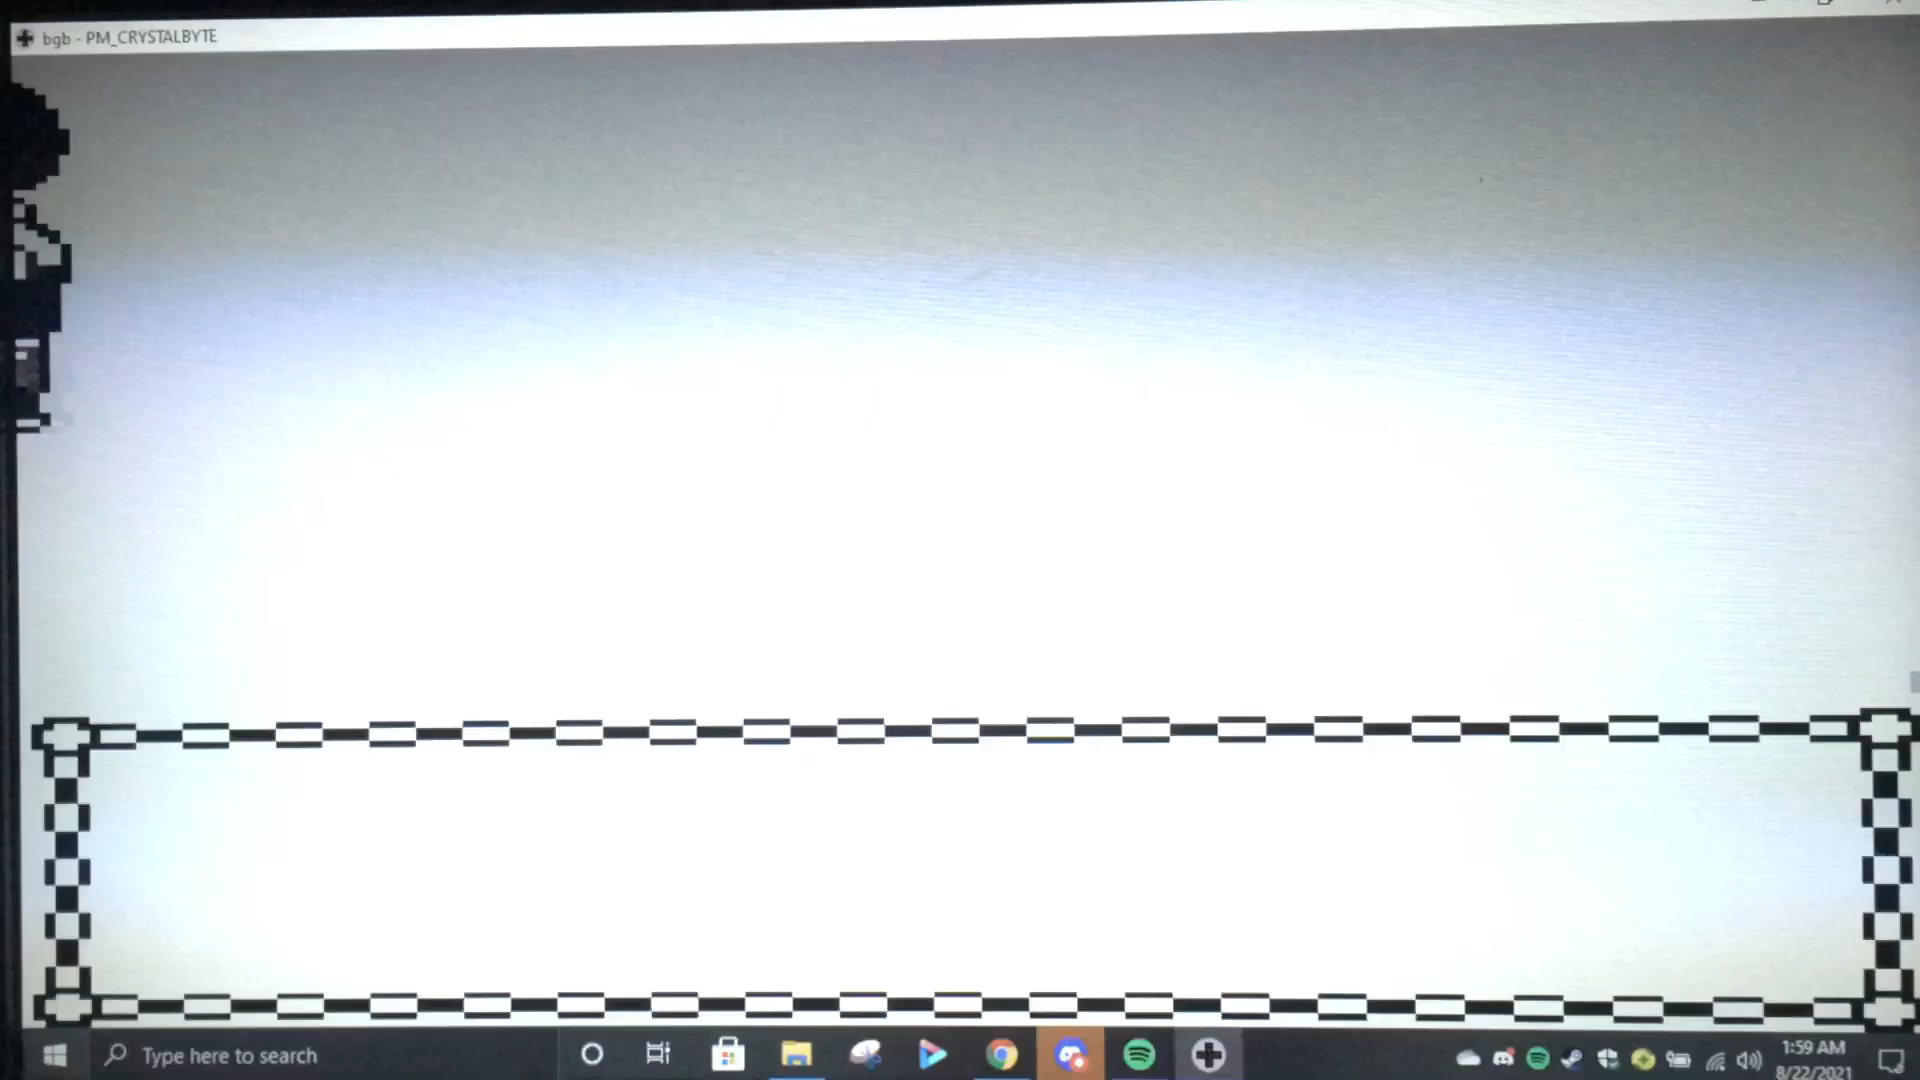 bgb - PM_CRYSTALBYTE
Type here to search
1:59 AM
8/22/2021